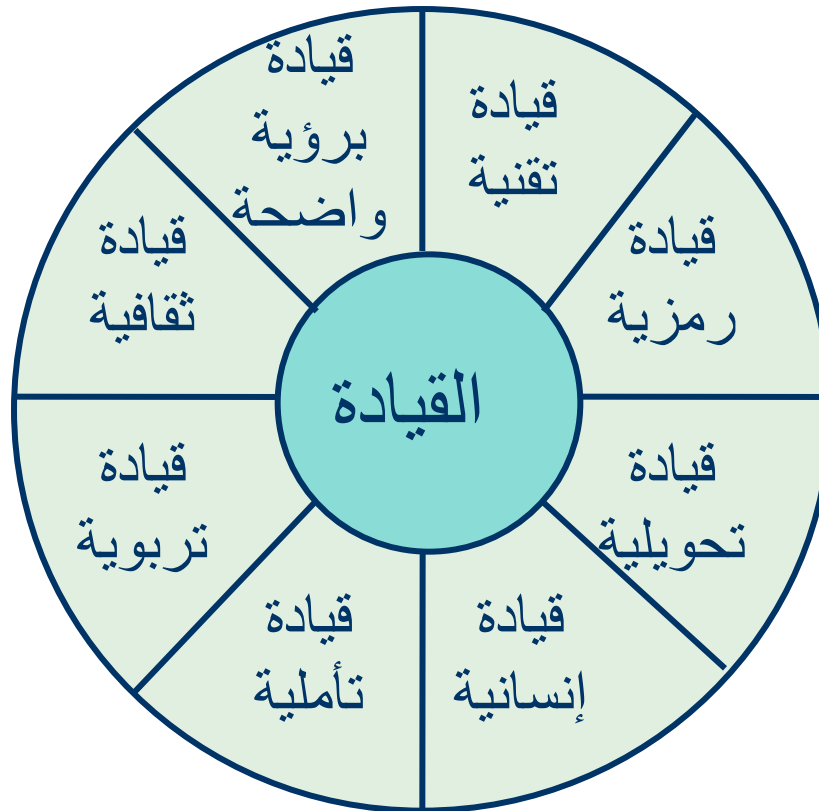 قيادة
برؤية
واضحة
قيادة
تقنية
قيادة
رمزية
قيادة
تحويلية
قيادة
إنسانية
قيادة
تأملية
قيادة
تربوية
قيادة
ثقافية
القيادة